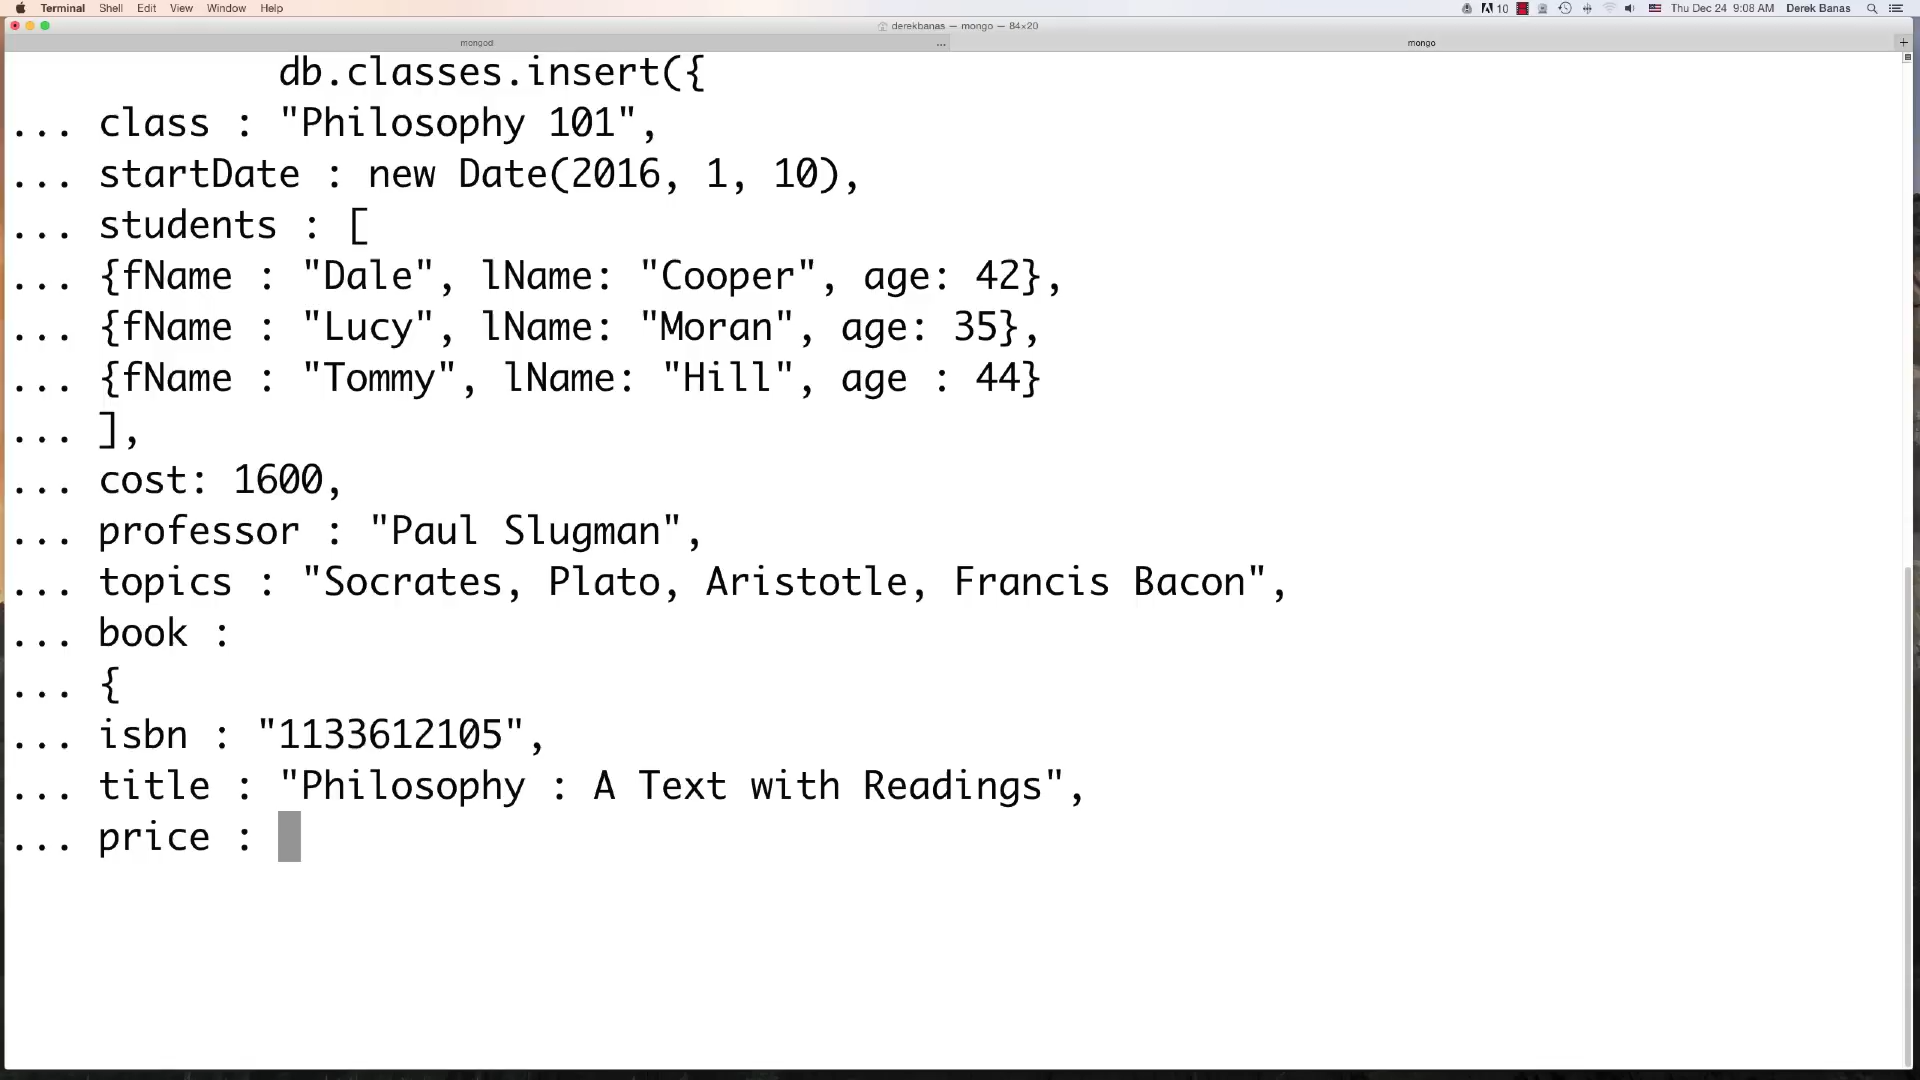 Terminal Shell Edit View Window Help 10 Thu Dec 24 9:08 AM Derek Banas
derekbanas — mongo — 84×20
mongod ... mongo +
db.classes.insert({
... class : "Philosophy 101",
... startDate : new Date(2016, 1, 10),
... students : [
... {fName : "Dale", lName: "Cooper", age: 42},
... {fName : "Lucy", lName: "Moran", age: 35},
... {fName : "Tommy", lName: "Hill", age : 44}
... ],
... cost: 1600,
... professor : "Paul Slugman",
... topics : "Socrates, Plato, Aristotle, Francis Bacon",
... book :
... {
... isbn : "1133612105",
... title : "Philosophy : A Text with Readings",
... price :